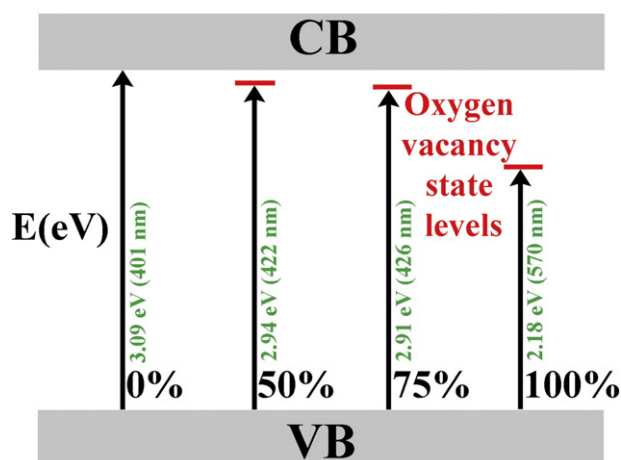 CB
Oxygen
vacancy
state
levels
E(eV)
3.09 eV (401 nm)
2.94 eV (422 nm)
2.91 eV (426 nm)
2.18 eV (570 nm)
0%
50%
75%
100%
VB